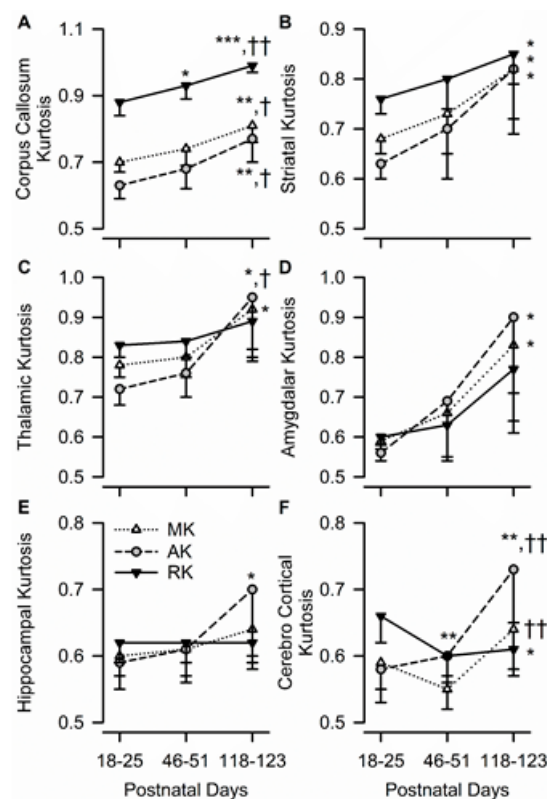 A
1.1
0.9
0.7
0.5
Corpus Callosum
Kurtosis
*
***,††
**,†
**,†
B
0.9
0.8
0.7
0.6
0.5
Striatal Kurtosis
*
*
*
C
1.0
0.9
0.8
0.7
0.6
0.5
Thalamic Kurtosis
*,†
*
D
1.0
0.9
0.8
0.7
0.6
0.5
Amygdalar Kurtosis
*
*
E
0.8
0.7
0.6
0.5
Hippocampal Kurtosis
MK
AK
RK
*
18-25 46-51 118-123
Postnatal Days
F
0.8
0.7
0.6
0.5
Cerebro Cortical
Kurtosis
**
**,††
††
*
18-25 46-51 118-123
Postnatal Days